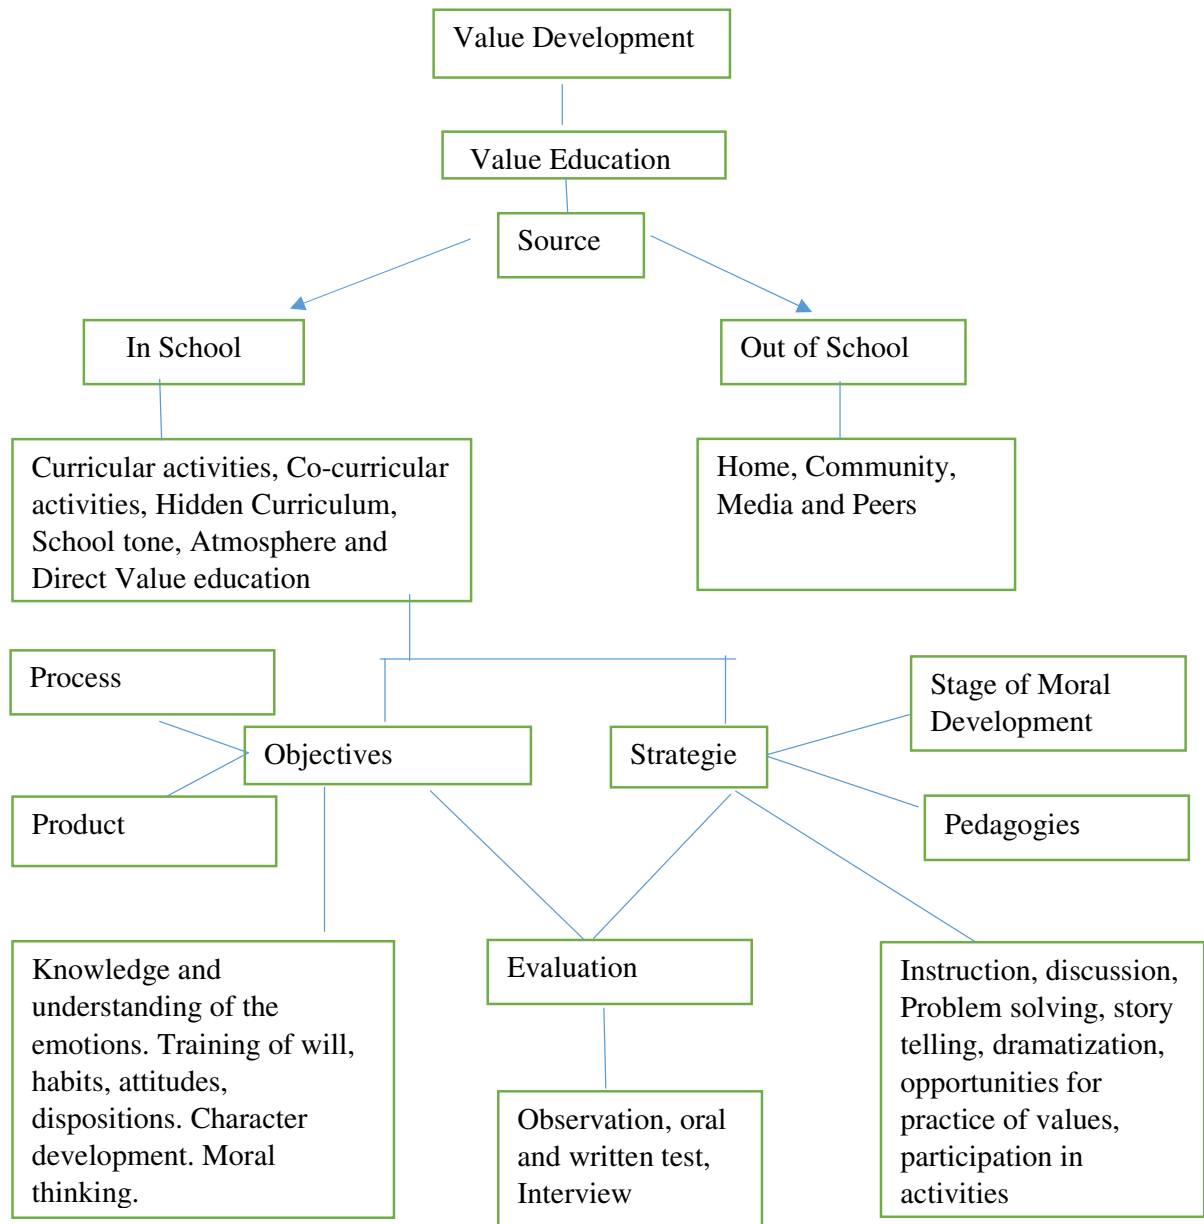 Value Development
Value Education
Source
In School
Out of School
Curricular activities, Co-curricular
activities, Hidden Curriculum,
School tone, Atmosphere and
Direct Value education
Home, Community,
Media and Peers
Process
Stage of Moral
Development
Objectives
Strategie
Product
Pedagogies
Knowledge and
understanding of the
emotions. Training of will,
habits, attitudes,
dispositions. Character
development. Moral
thinking.
Evaluation
Instruction, discussion,
Problem solving, story
telling, dramatization,
opportunities for
practice of values,
participation in
activities
Observation, oral
and written test,
Interview